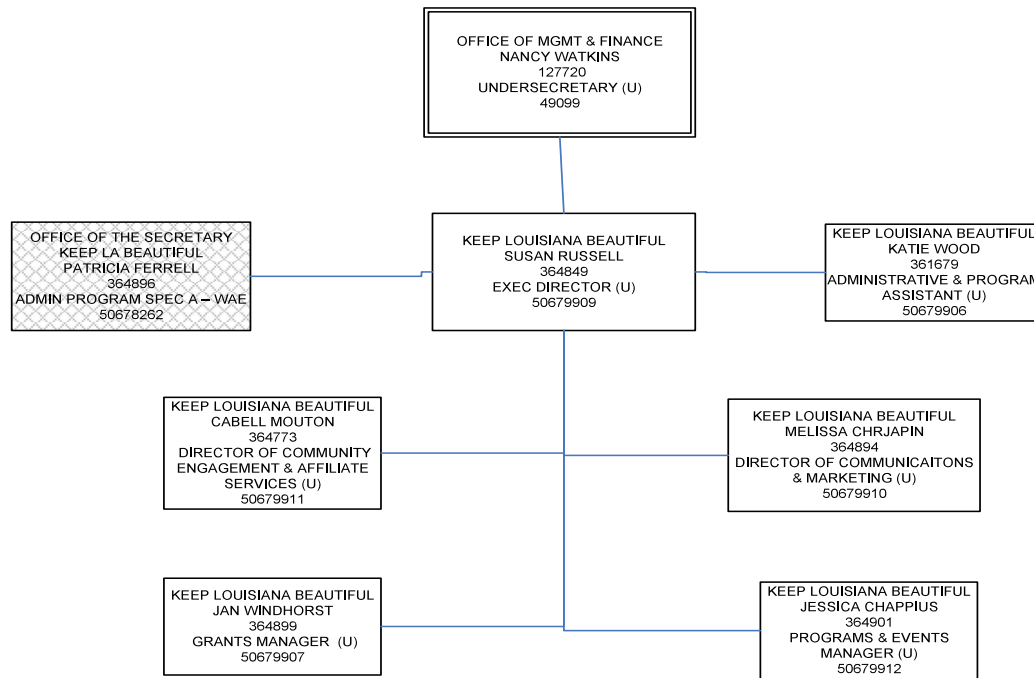 OFFICE OF MGMT & FINANCE
NANCY WATKINS
127720
UNDERSECRETARY (U)
49099
OFFICE OF THE SECRETARY
KEEP LA BEAUTIFUL
PATRICIA FERRELL
364896
ADMIN PROGRAM SPEC A – WAE
50678262
KEEP LOUISIANA BEAUTIFUL
SUSAN RUSSELL
364849
EXEC DIRECTOR (U)
50679909
KEEP LOUISIANA BEAUTIFUL
KATIE WOOD
361679
ADMINISTRATIVE & PROGRAM
ASSISTANT (U)
50679906
KEEP LOUISIANA BEAUTIFUL
CABELL MOUTON
364773
DIRECTOR OF COMMUNITY
ENGAGEMENT & AFFILIATE
SERVICES (U)
50679911
KEEP LOUISIANA BEAUTIFUL
MELISSA CHRJAPIN
364894
DIRECTOR OF COMMUNICAITONS
& MARKETING (U)
50679910
KEEP LOUISIANA BEAUTIFUL
JAN WINDHORST
364899
GRANTS MANAGER (U)
50679907
KEEP LOUISIANA BEAUTIFUL
JESSICA CHAPPIUS
364901
PROGRAMS & EVENTS
MANAGER (U)
50679912